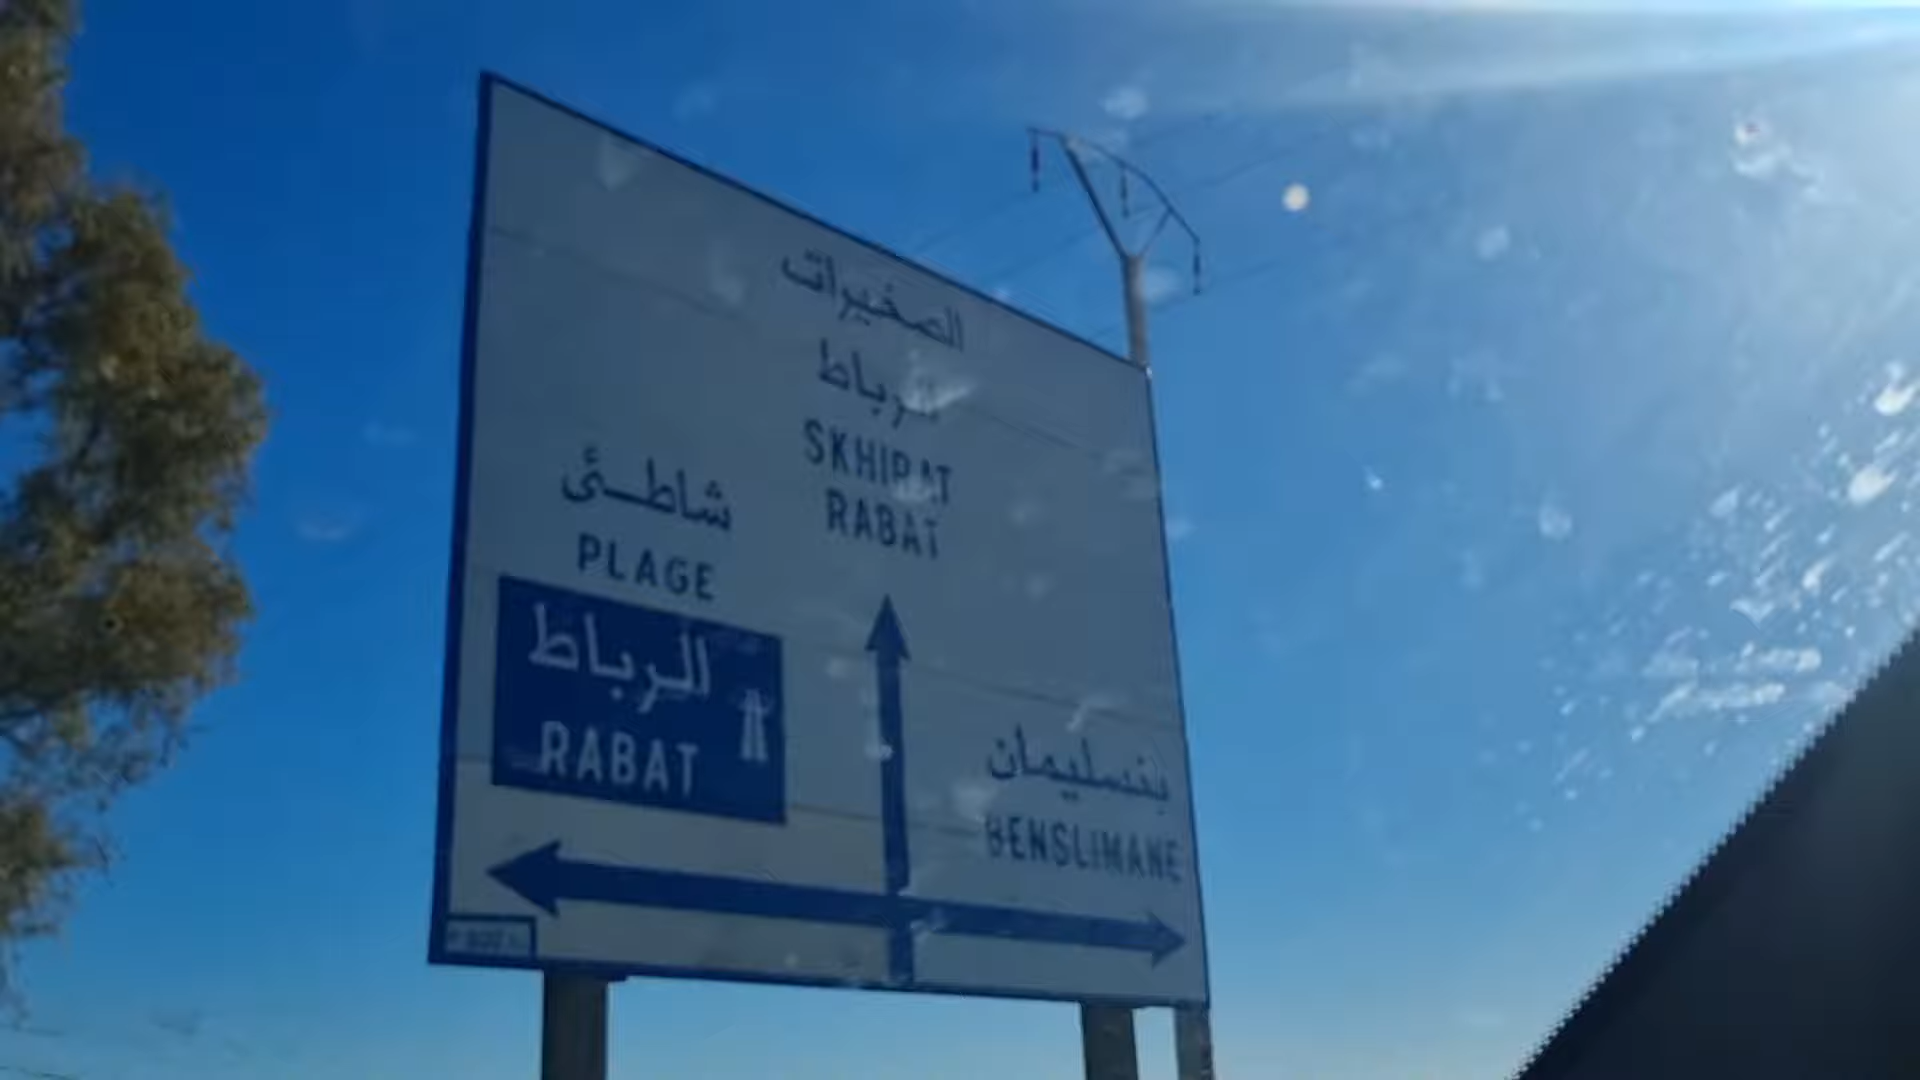 الصخيرات
الرباط
SKHIRAT
RABAT
شاطئ
PLAGE
الرباط
RABAT
بنسليمان
BENSLIMANE